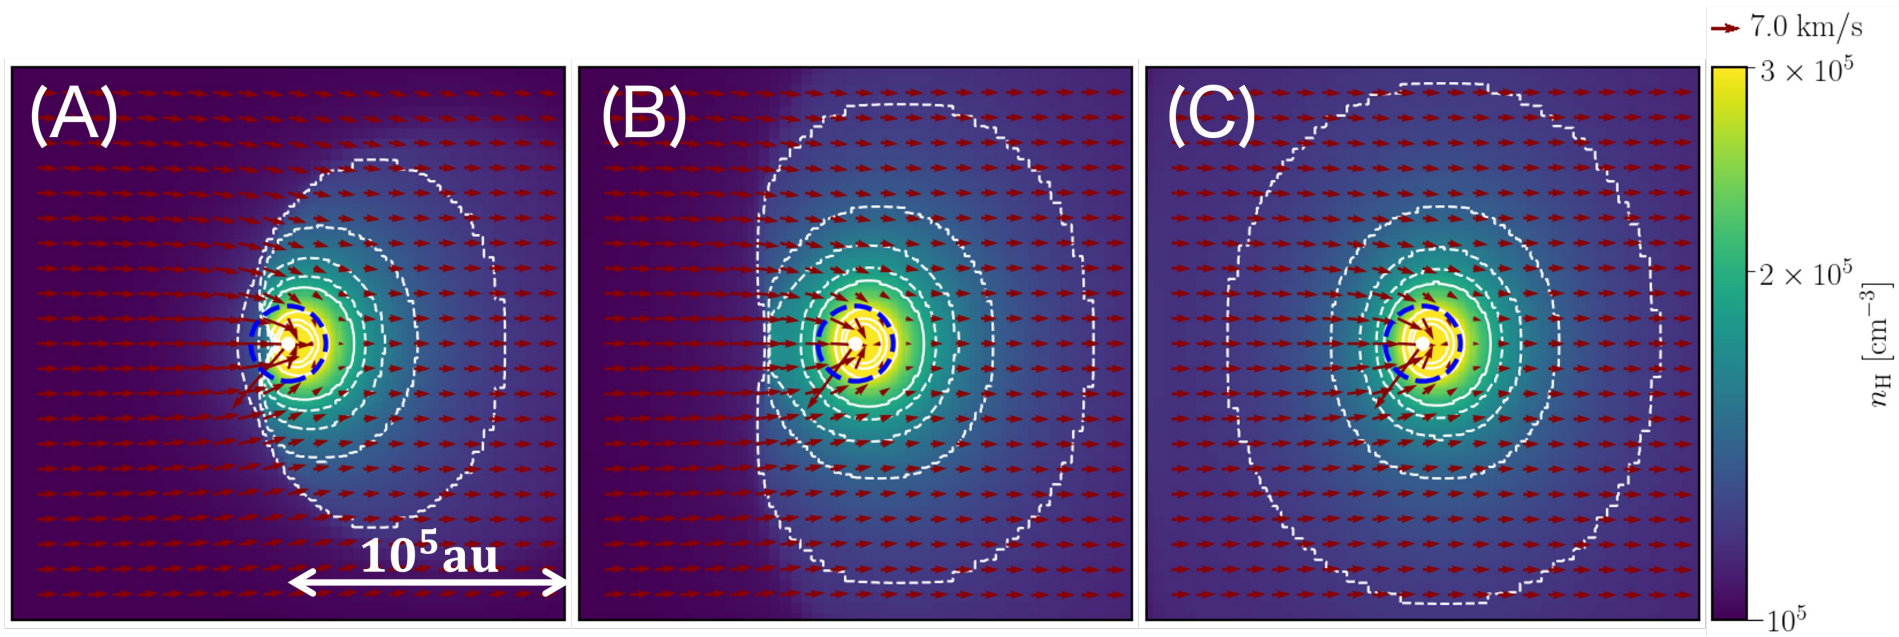 (A)
(B)
(C)
10⁵au
7.0 km/s
3 × 10⁵
2 × 10⁵
10⁵
n_H [cm⁻³]